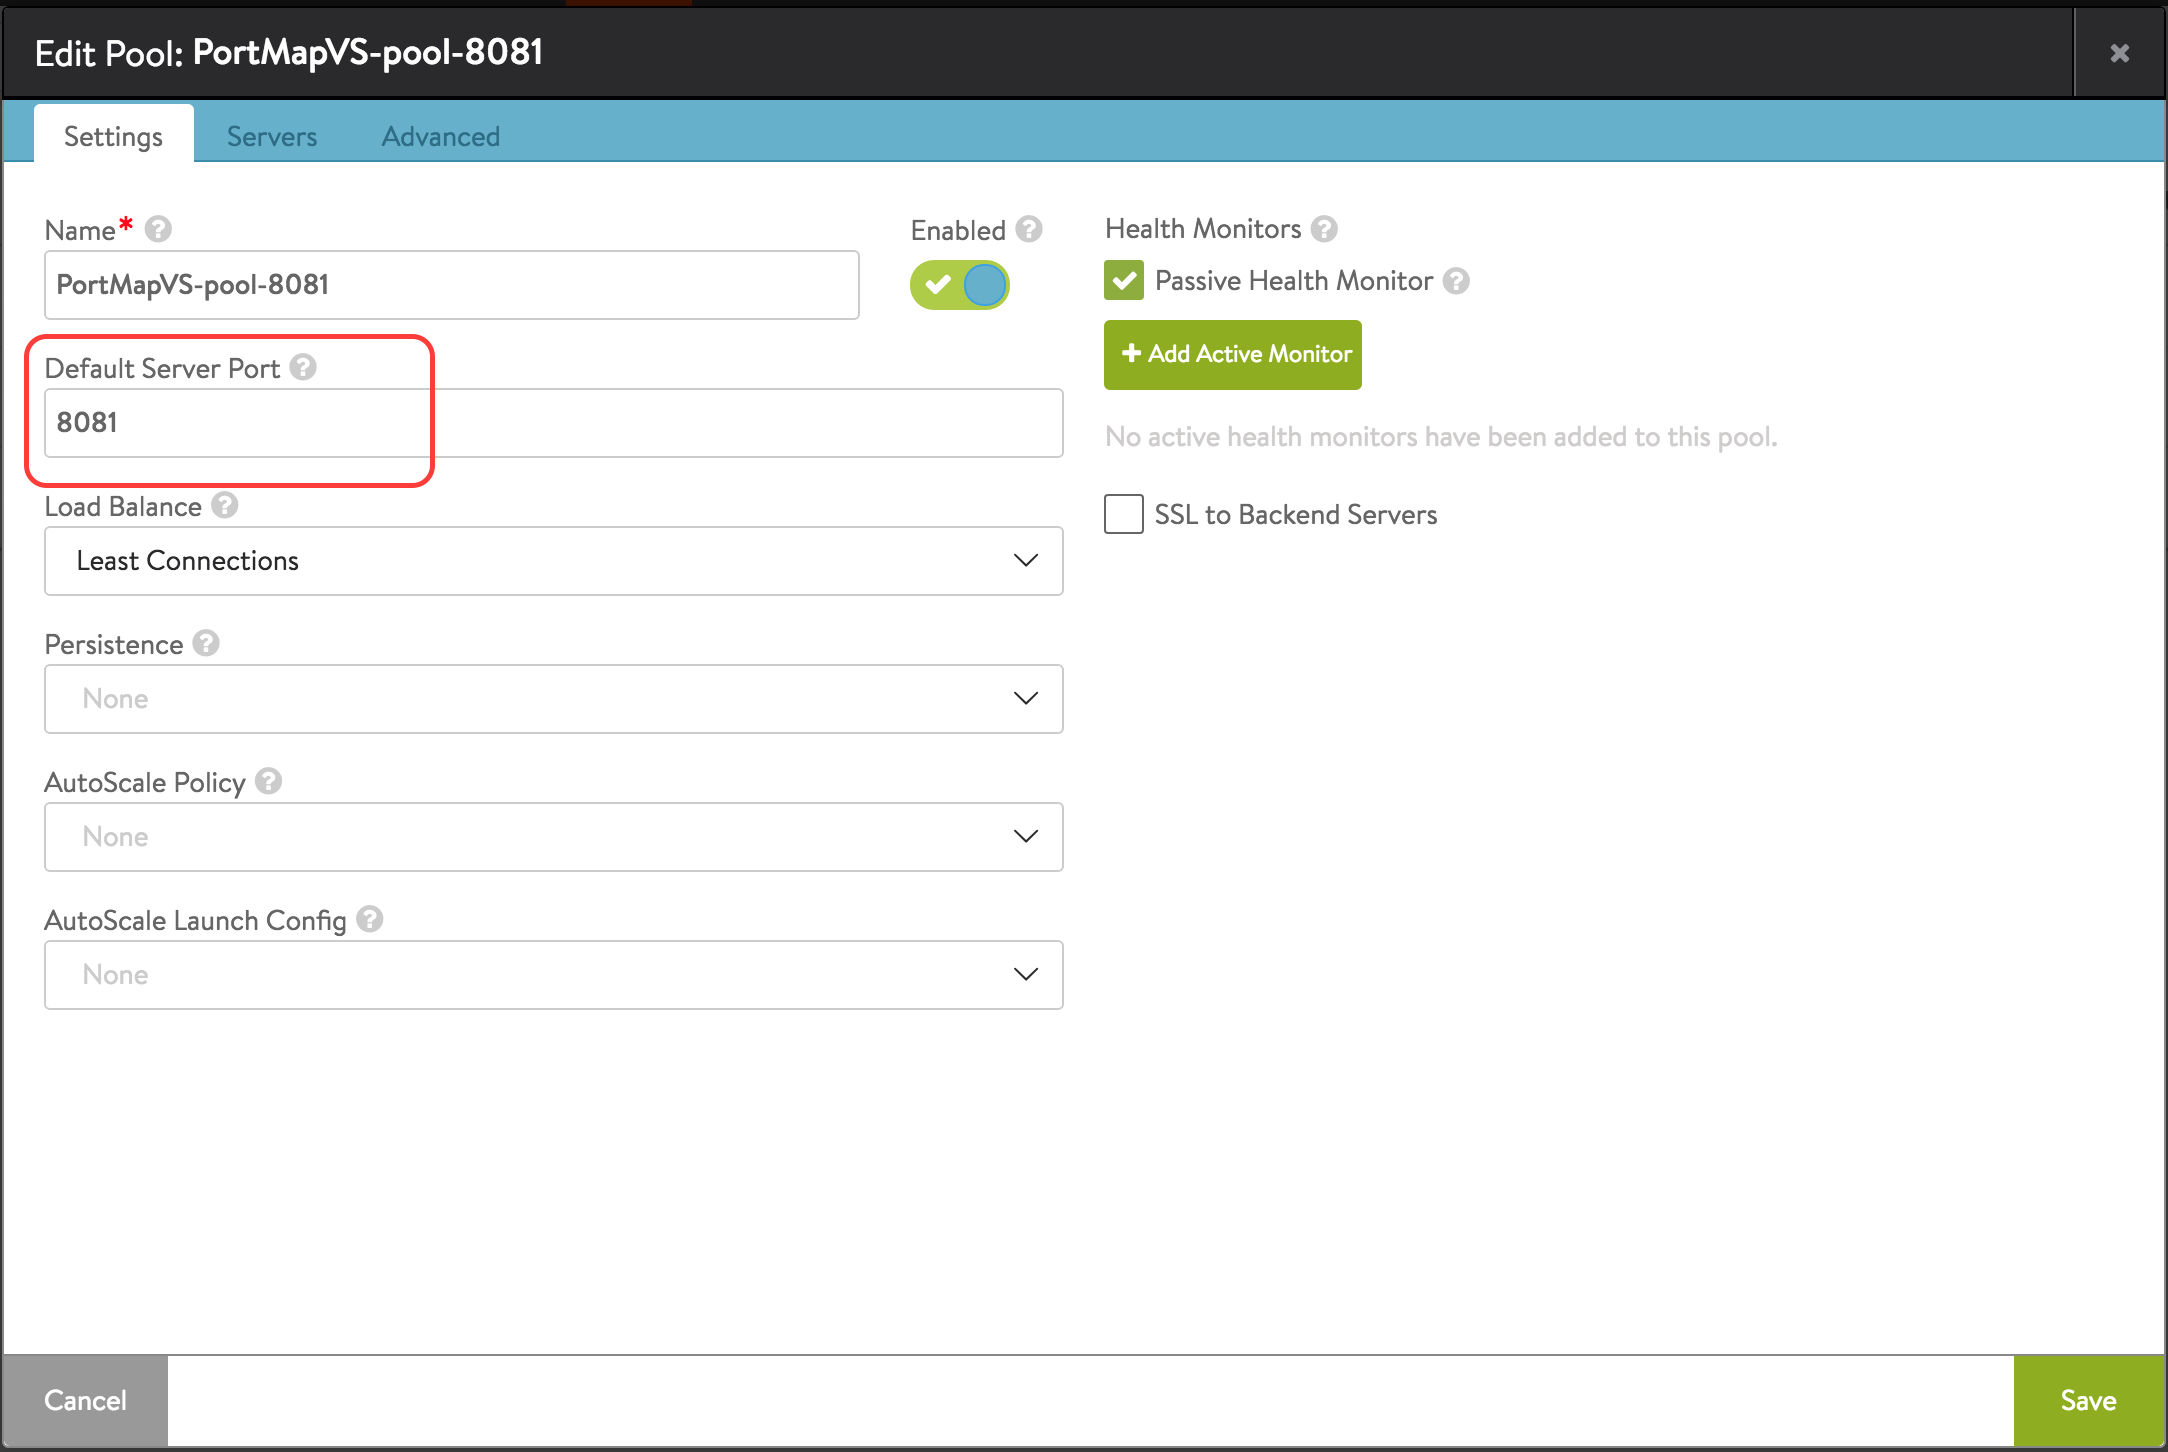 Edit Pool: PortMapVS-pool-8081
Settings
Servers
Advanced
Name*
PortMapVS-pool-8081
Enabled
Default Server Port
8081
Load Balance
Least Connections
Persistence
None
AutoScale Policy
None
AutoScale Launch Config
None
Health Monitors
Passive Health Monitor
+ Add Active Monitor
No active health monitors have been added to this pool.
SSL to Backend Servers
Cancel
Save